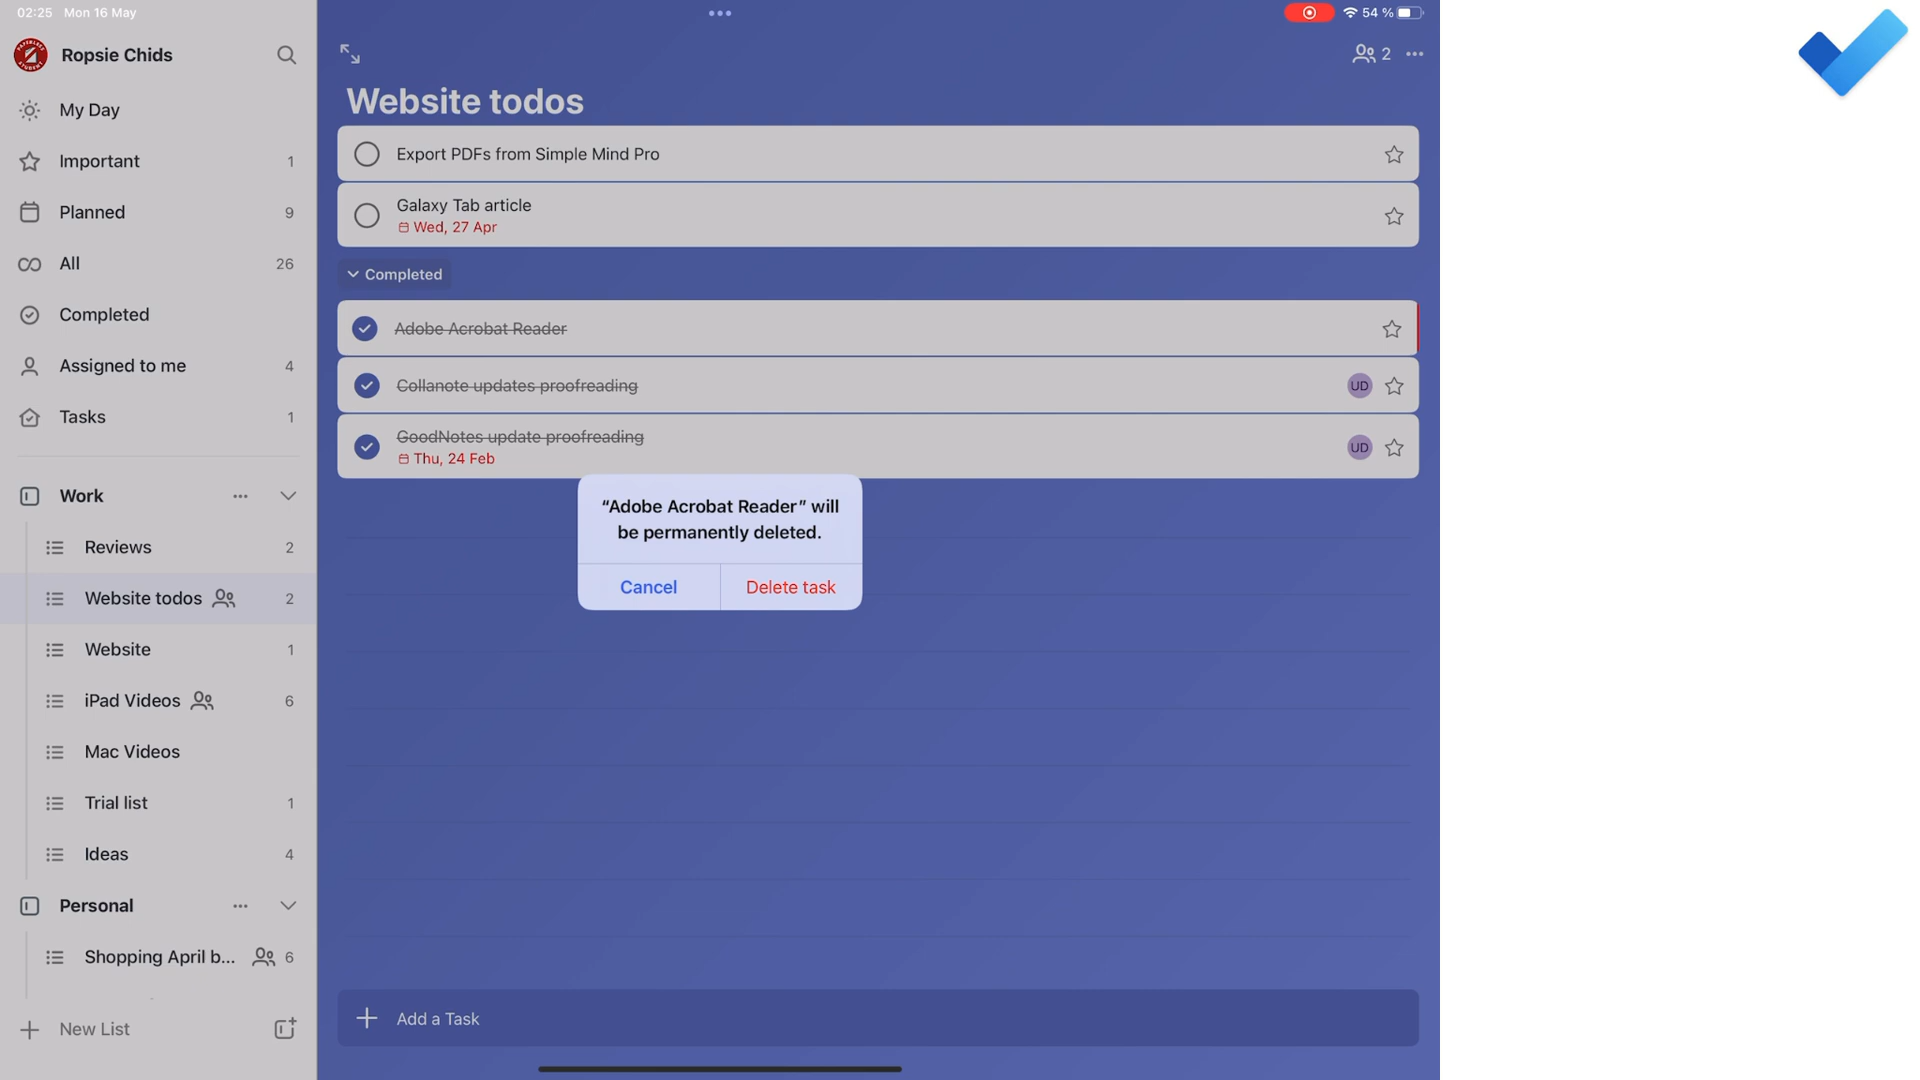 02:25 Mon 16 May
54 %
Ropsie Chids
My Day
Important 1
Planned 9
All 26
Completed
Assigned to me 4
Tasks 1
Work
Reviews 2
Website todos 2
Website 1
iPad Videos 6
Mac Videos
Trial list 1
Ideas 4
Personal
Shopping April b... 6
New List
2
Website todos
Export PDFs from Simple Mind Pro
Galaxy Tab article
Wed, 27 Apr
Completed
Adobe Acrobat Reader
Collanote updates proofreading UD
GoodNotes update proofreading UD
Thu, 24 Feb
“Adobe Acrobat Reader” will
be permanently deleted.
Cancel Delete task
Add a Task